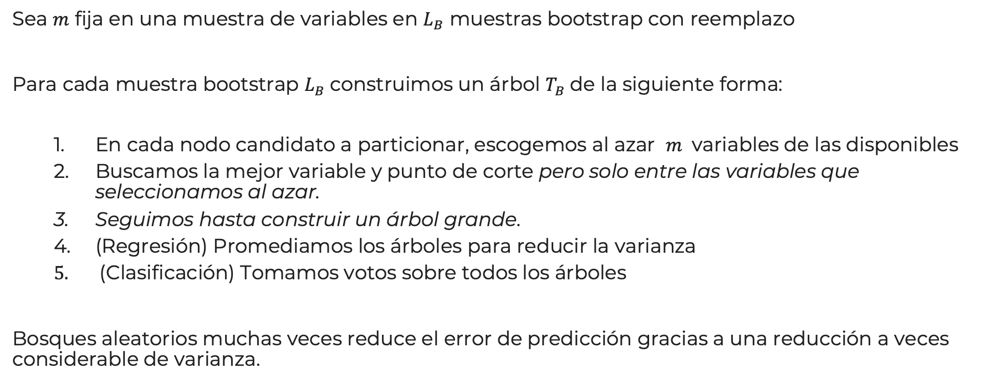 Sea m fija en una muestra de variables en L_B muestras bootstrap con reemplazo
Para cada muestra bootstrap L_B construimos un árbol T_B de la siguiente forma:
1. En cada nodo candidato a particionar, escogemos al azar m variables de las disponibles
2. Buscamos la mejor variable y punto de corte pero solo entre las variables que
seleccionamos al azar.
3. Seguimos hasta construir un árbol grande.
4. (Regresión) Promediamos los árboles para reducir la varianza
5. (Clasificación) Tomamos votos sobre todos los árboles
Bosques aleatorios muchas veces reduce el error de predicción gracias a una reducción a veces
considerable de varianza.